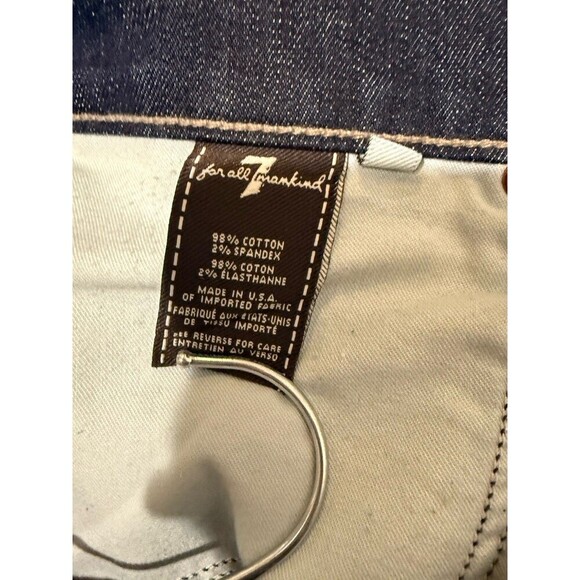 7
for all mankind
98% COTTON
2% SPANDEX
98% COTON
2% ÉLASTHANNE
MADE IN U.S.A.
OF IMPORTED FABRIC
FABRIQUÉ AUX ÉTATS-UNIS
DE TISSU IMPORTÉ
SEE REVERSE FOR CARE
ENTRETIEN AU VERSO